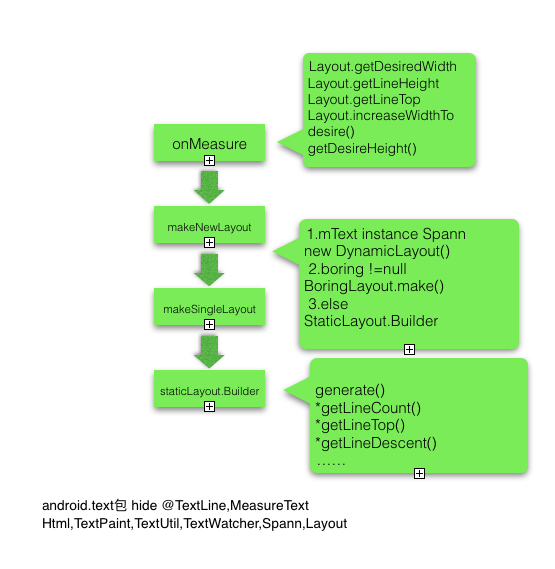 Layout.getDesiredWidth
Layout.getLineHeight
Layout.getLineTop
Layout.increaseWidthTo
desire()
getDesireHeight()
onMeasure
makeNewLayout
1.mText instance Spann
new DynamicLayout()
2.boring !=null
BoringLayout.make()
3.else
StaticLayout.Builder
makeSingleLayout
staticLayout.Builder
generate()
*getLineCount()
*getLineTop()
*getLineDescent()
……
android.text包 hide @TextLine,MeasureText
Html,TextPaint,TextUtil,TextWatcher,Spann,Layout